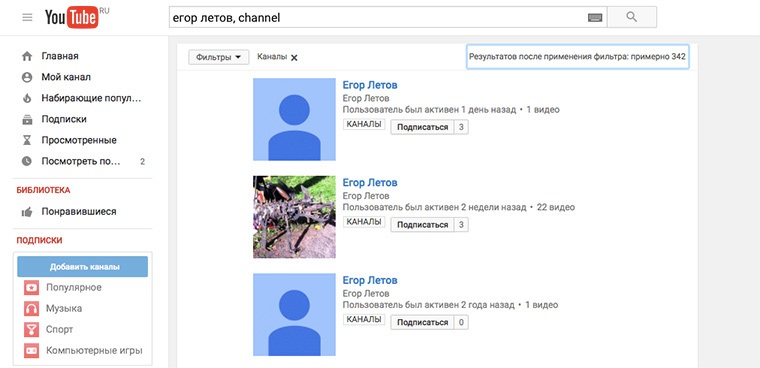 YouTube RU
егор летов, channel
Главная
Мой канал
Набирающие попул...
Подписки
Просмотренные
Посмотреть по... 2
БИБЛИОТЕКА
Понравившиеся
ПОДПИСКИ
Добавить каналы
Популярное
Музыка
Спорт
Компьютерные игры
Фильтры Каналы
Результатов после применения фильтра: примерно 342
Егор Летов
Егор Летов
Пользователь был активен 1 день назад • 1 видео
КАНАЛЫ Подписаться 3
Егор Летов
Егор Летов
Пользователь был активен 2 недели назад • 22 видео
КАНАЛЫ Подписаться 3
Егор Летов
Егор Летов
Пользователь был активен 2 года назад • 1 видео
КАНАЛЫ Подписаться 0